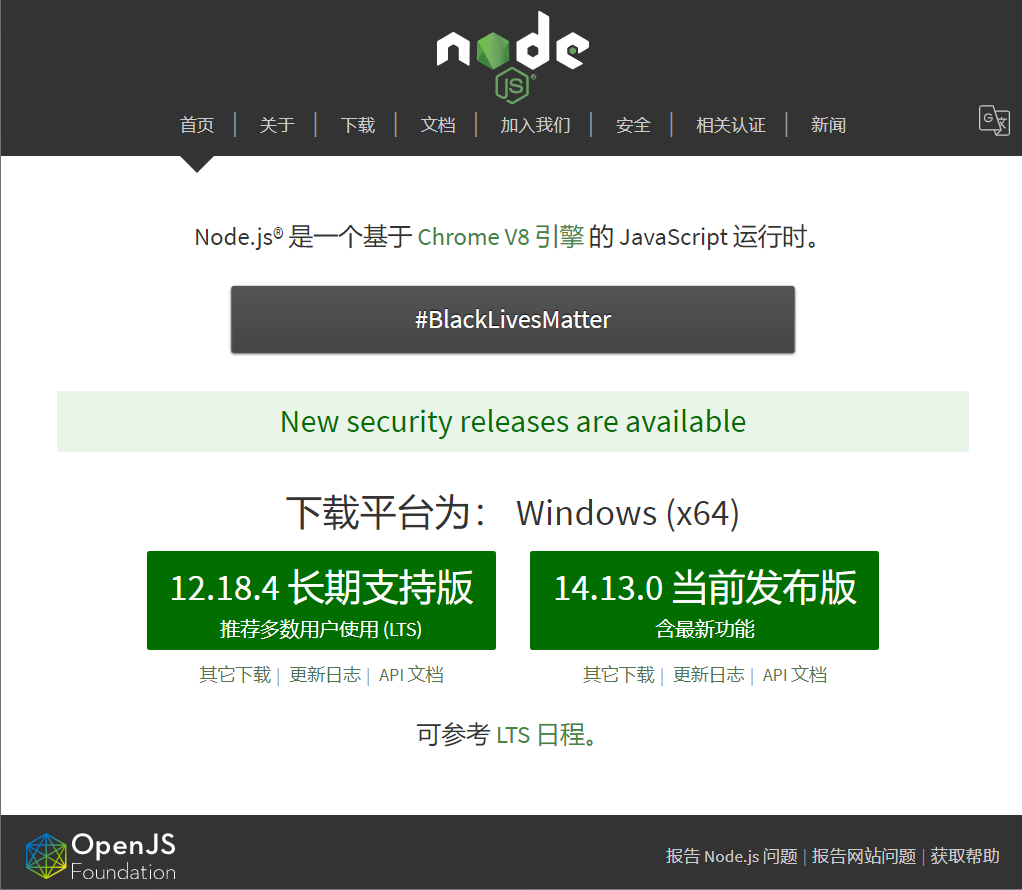 node
JS®
首页 | 关于 | 下载 | 文档 | 加入我们 | 安全 | 相关认证 | 新闻
G文
Node.js® 是一个基于 Chrome V8 引擎 的 JavaScript 运行时。
#BlackLivesMatter
New security releases are available
下载平台为： Windows (x64)
12.18.4 长期支持版
推荐多数用户使用 (LTS)
其它下载 | 更新日志 | API 文档
14.13.0 当前发布版
含最新功能
其它下载 | 更新日志 | API 文档
可参考 LTS 日程。
OpenJS
Foundation
报告 Node.js 问题 | 报告网站问题 | 获取帮助